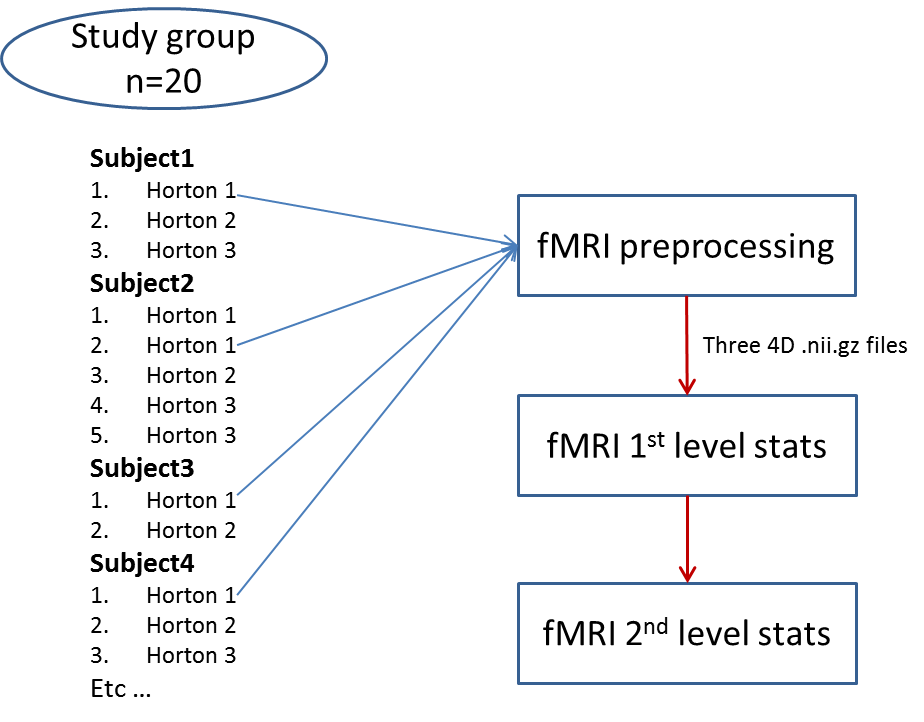 Study group
n=20
Subject1
1. Horton 1
2. Horton 2
3. Horton 3
Subject2
1. Horton 1
2. Horton 1
3. Horton 2
4. Horton 3
5. Horton 3
Subject3
1. Horton 1
2. Horton 2
Subject4
1. Horton 1
2. Horton 2
3. Horton 3
Etc ...
fMRI preprocessing
Three 4D .nii.gz files
fMRI 1st level stats
fMRI 2nd level stats